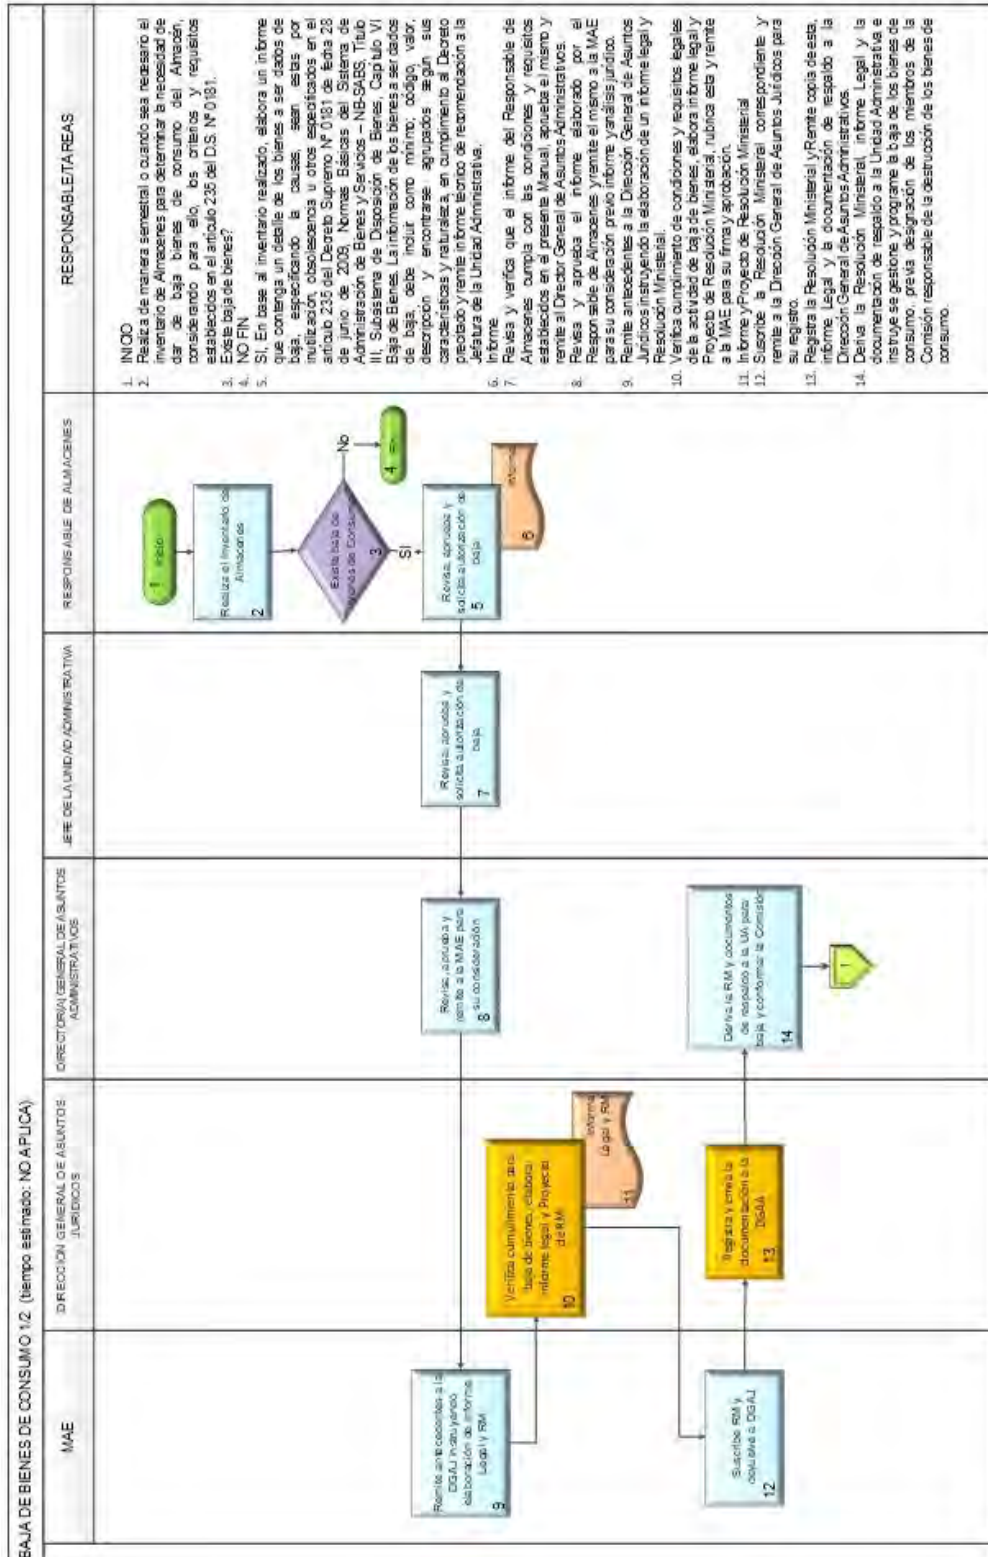 BAJA DE BIENES DE CONSUMO 1/2 (tiempo estimado: NO APLICA)
MAE
DIRECCIÓN GENERAL DE ASUNTOS
JURÍDICOS
DIRECTOR(A) GENERAL DE ASUNTOS
ADMINISTRATIVOS
JEFE DE LA UNIDAD ADMINISTRATIVA
RESPONSABLE DE ALMACENES
RESPONSABLE/TAREAS
1 Inicio
Realiza el Inventario de
Almacenes
2
Existe baja de
Bienes de Consumo
3
No
4 Fin
SI
Revisa, aprueba y
solicita autorización de
baja
5
Informe
6
Revisa, aprueba y
solicita autorización de
baja
7
Revisa, aprueba y
remite a la MAE para
su consideración
8
Remite antecedentes a la
DGAJ instruyendo
elaboración de informe
Legal y RM
9
Verifica cumplimiento para
baja de bienes, elabora
informe legal y Proyecto
de RM
10
Informe
Legal y RM
11
Suscribe RM y
devuelve a DGAJ
12
Registra y envía la
documentación a la
DGAA
13
Deriva la RM y documentos
de respaldo a la UA para
baja y conformar la Comisión
14
1
1. INICIO
2. Realiza de manera semestral o cuando sea necesario el
inventario de Almacenes para determinar la necesidad de
dar de baja bienes de consumo del Almacén,
considerando para ello, los criterios y requisitos
establecidos en el artículo 235 del D.S. Nº 0181.
3. Existe baja de bienes?
4. NO FIN
5. SI, En base al inventario realizado, elabora un informe
que contenga un detalle de los bienes a ser dados de
baja, especificando la causas, sean estas por
inutilización, obsolescencia u otros especificados en el
artículo 235 del Decreto Supremo Nº 0181 de fecha 28
de junio de 2009, Normas Básicas del Sistema de
Administración de Bienes y Servicios – NB-SABS, Título
III, Subsistema de Disposición de Bienes, Capítulo VI
Baja de Bienes. La información de los bienes a ser dados
de baja, debe incluir como mínimo; código, valor,
descripción y encontrarse agrupados según sus
características y naturaleza, en cumplimiento al Decreto
precitado y remite informe técnico de recomendación a la
Jefatura de la Unidad Administrativa.
6. Informe
7. Revisa y verifica que el informe del Responsable de
Almacenes cumpla con las condiciones y requisitos
establecidos en el presente Manual, aprueba el mismo y
remite al Director General de Asuntos Administrativos.
8. Revisa y aprueba el informe elaborado por el
Responsable de Almacenes y remite el mismo a la MAE
para su consideración previo informe y análisis jurídico.
9. Remite antecedentes a la Dirección General de Asuntos
Jurídicos instruyendo la elaboración de un informe legal y
Resolución Ministerial.
10. Verifica cumplimiento de condiciones y requisitos legales
de la actividad de baja de bienes, elabora informe legal y
Proyecto de Resolución Ministerial, rubrica esta y remite
a la MAE para su firma y aprobación.
11. Informe y Proyecto de Resolución Ministerial
12. Suscribe la Resolución Ministerial correspondiente y
remite a la Dirección General de Asuntos Jurídicos para
su registro.
13. Registra la Resolución Ministerial y Remite copia de esta,
informe Legal y la documentación de respaldo a la
Dirección General de Asuntos Administrativos.
14. Deriva la Resolución Ministerial, informe Legal y la
documentación de respaldo a la Unidad Administrativa e
instruye se gestione y programe la baja de los bienes de
consumo, previa designación de los miembros de la
Comisión responsable de la destrucción de los bienes de
consumo.